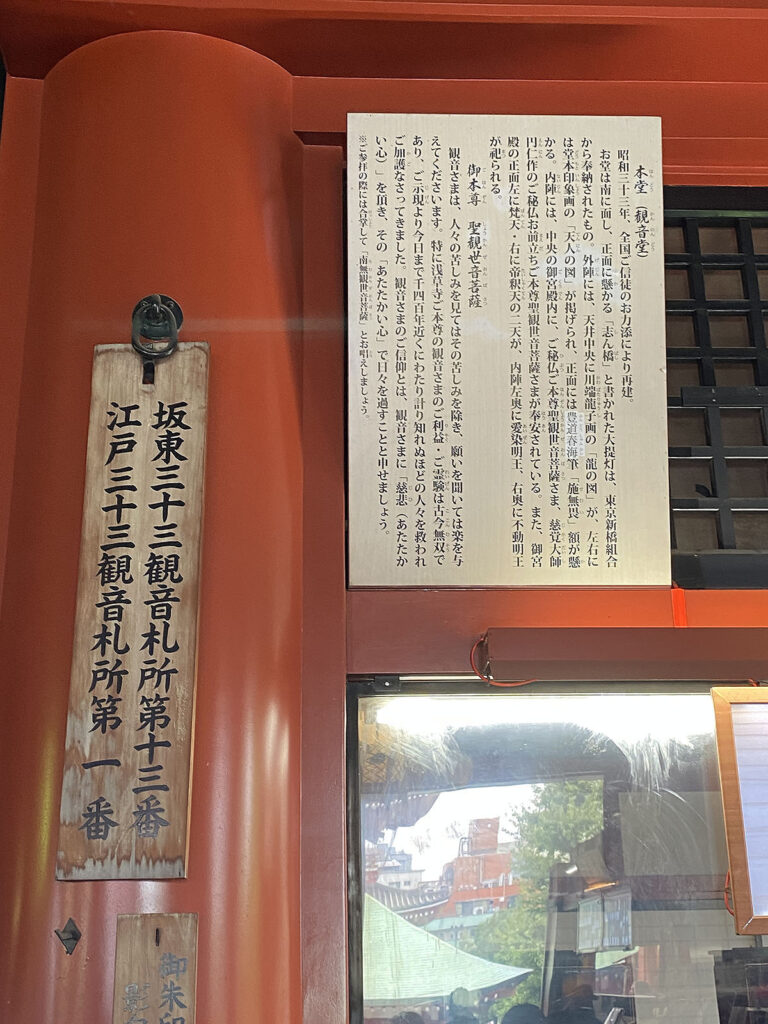 本堂（観音堂）
昭和三十三年、全国ご信徒のお力添により再建。
お堂は南に面し、正面に懸かる「志ん橋」と書かれた大提灯は、東京新橋組合
から奉納されたもの。外陣には、天井中央に川端龍子画の「龍の図」が、左右に
は堂本印象画の「天人の図」が掲げられ、正面には豊道春海筆「施無畏」額が懸
かる。内陣には、中央の御宮殿内に、ご秘仏ご本尊聖観世音菩薩さま、慈覚大師
円仁作のご秘仏お前立ちご本尊聖観世音菩薩さまが奉安されている。また、御宮
殿の正面左に梵天・右に帝釈天の二天が、内陣左奥に愛染明王、右奥に不動明王
が祀られる。
御本尊　聖観世音菩薩
観音さまは、人々の苦しみを見てはその苦しみを除き、願いを聞いては楽を与
えてくださいます。特に浅草寺ご本尊の観音さまのご利益・ご霊験は古今無双で
あり、ご示現より今日まで千四百年近くにわたり計り知れぬほどの人々を救われ
ご加護なさってきました。観音さまのご信仰とは、観音さまに「慈悲（あたたか
い心）」を頂き、その「あたたかい心」で日々を過すことと申せましょう。
※ご参拝の際には合掌して「南無観世音菩薩」とお唱えしましょう。
坂東三十三観音札所第十三番
江戸三十三観音札所第一番
御朱印